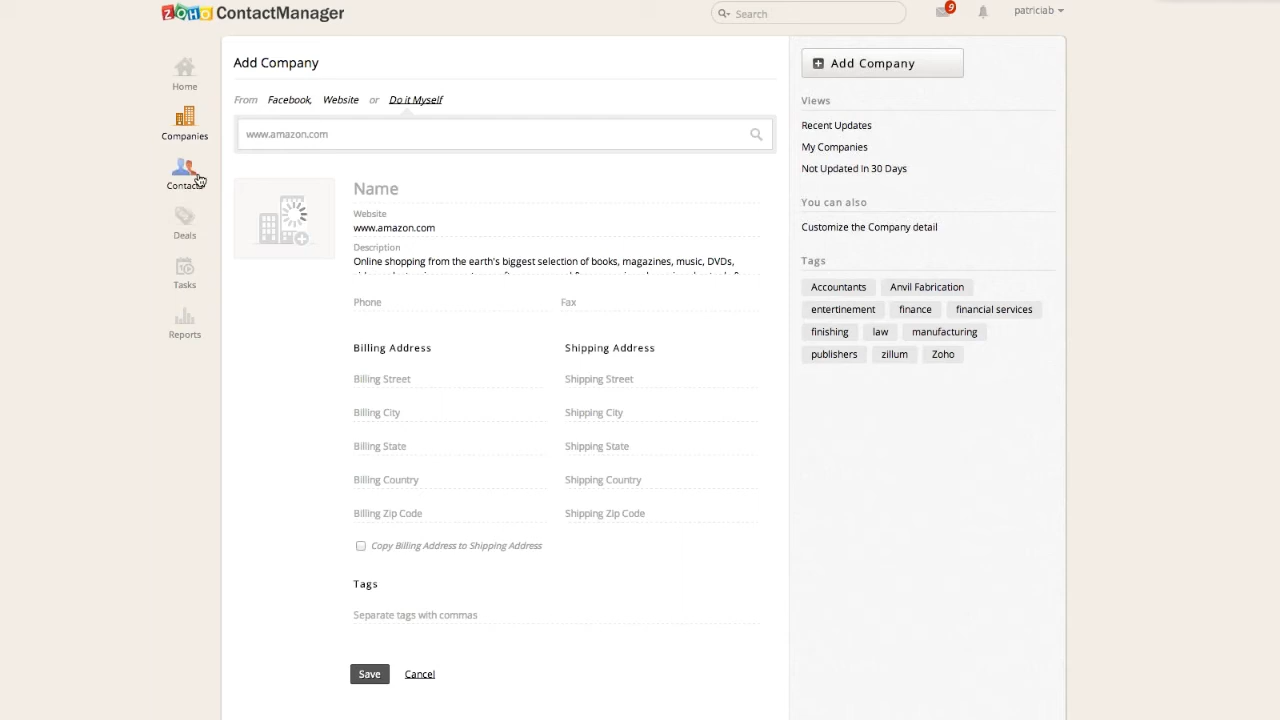 ZOHO ContactManager
Search
9
patriciab
Home
Companies
Contacts
Deals
Tasks
Reports
Add Company
From Facebook, Website or Do it Myself
www.amazon.com
Name
Website
www.amazon.com
Description
Online shopping from the earth's biggest selection of books, magazines, music, DVDs,
Phone Fax
Billing Address Shipping Address
Billing Street Shipping Street
Billing City Shipping City
Billing State Shipping State
Billing Country Shipping Country
Billing Zip Code Shipping Zip Code
Copy Billing Address to Shipping Address
Tags
Separate tags with commas
Save Cancel
Add Company
Views
Recent Updates
My Companies
Not Updated In 30 Days
You can also
Customize the Company detail
Tags
Accountants Anvil Fabrication
entertinement finance financial services
finishing law manufacturing
publishers zillum Zoho